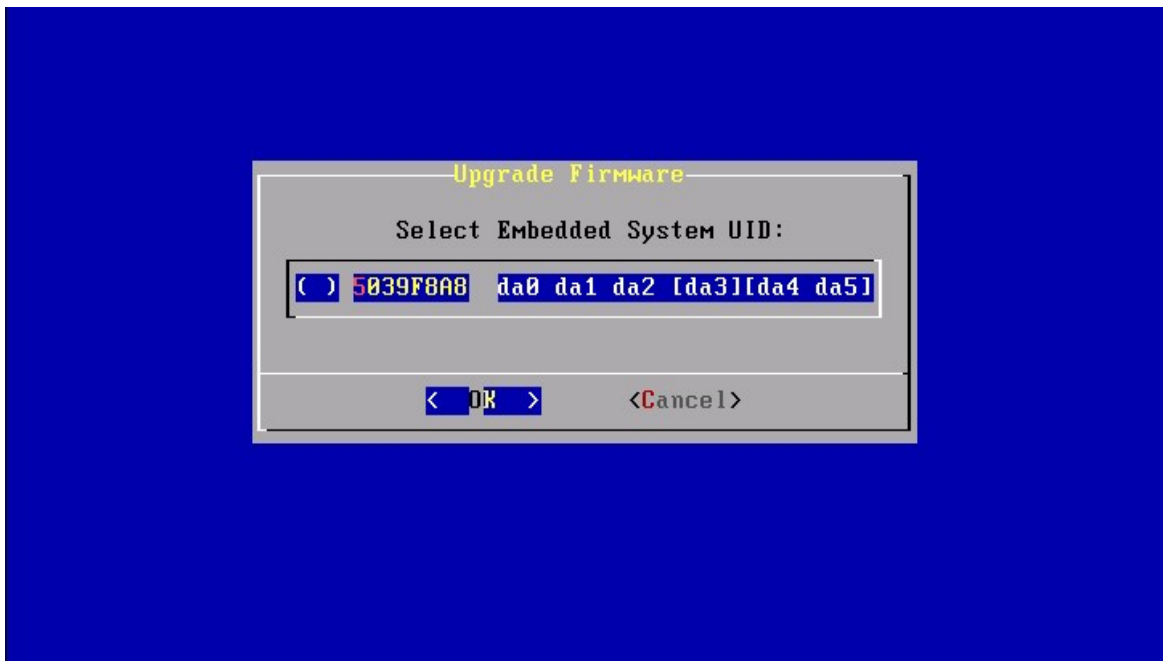 Upgrade Firmware
Select Embedded System UID:
( ) 5039F8A8 da0 da1 da2 [da3][da4 da5]
< OK > <Cancel>